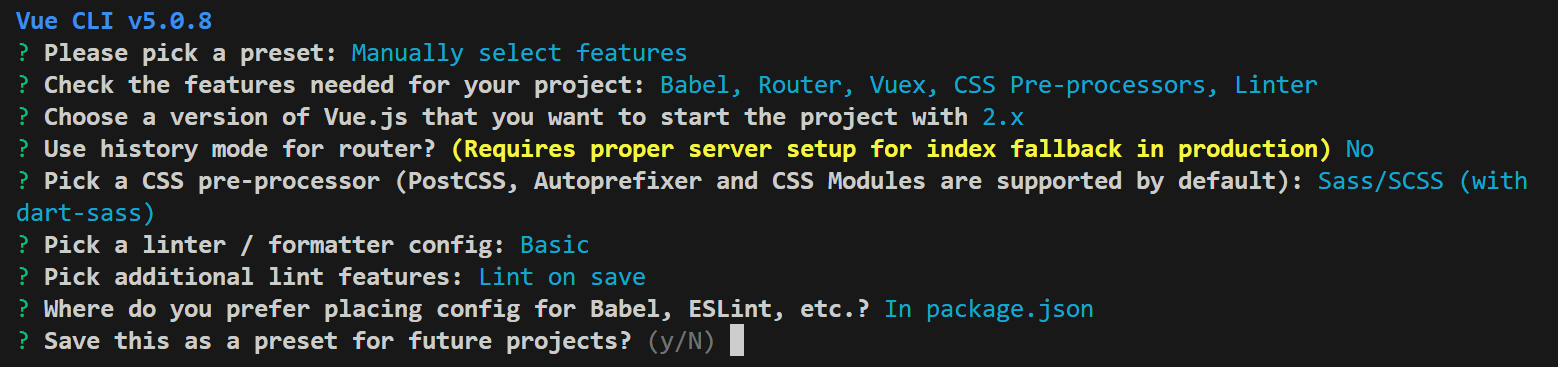 Vue CLI v5.0.8
? Please pick a preset: Manually select features
? Check the features needed for your project: Babel, Router, Vuex, CSS Pre-processors, Linter
? Choose a version of Vue.js that you want to start the project with 2.x
? Use history mode for router? (Requires proper server setup for index fallback in production) No
? Pick a CSS pre-processor (PostCSS, Autoprefixer and CSS Modules are supported by default): Sass/SCSS (with
dart-sass)
? Pick a linter / formatter config: Basic
? Pick additional lint features: Lint on save
? Where do you prefer placing config for Babel, ESLint, etc.? In package.json
? Save this as a preset for future projects? (y/N)